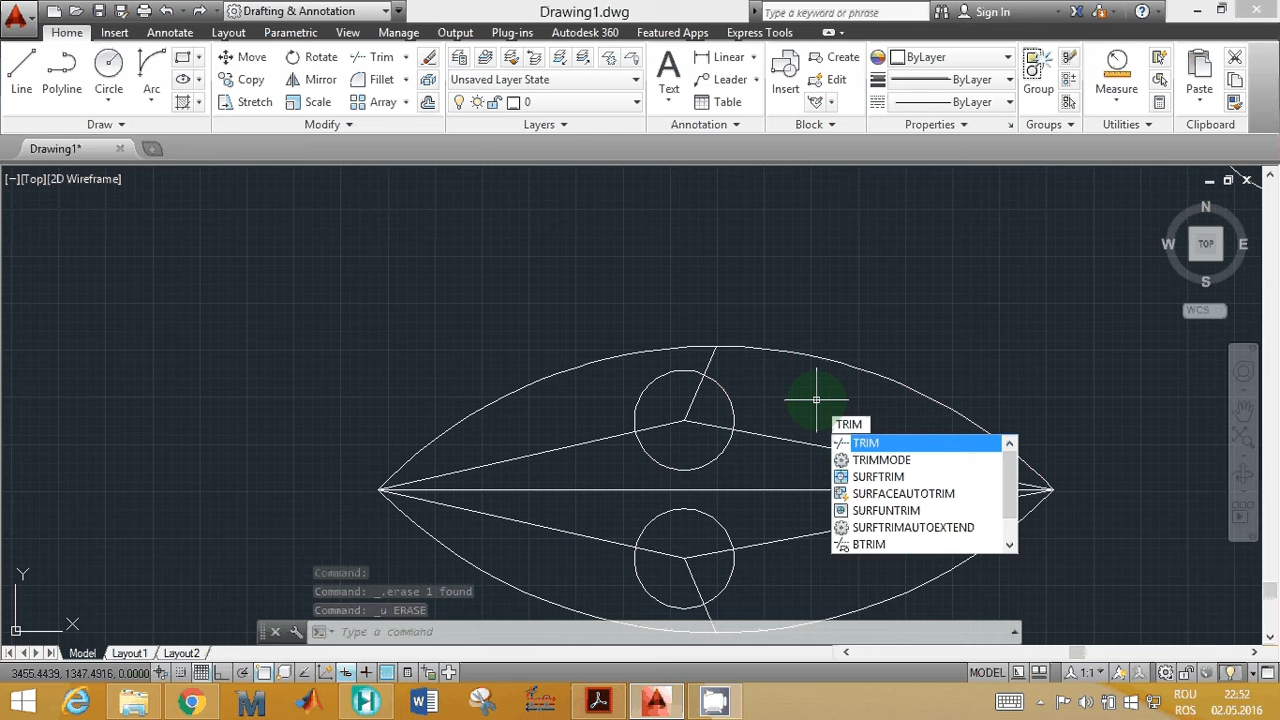 Drafting & Annotation
Drawing1.dwg
Type a keyword or phrase
Sign In
Home Insert Annotate Layout Parametric View Manage Output Plug-ins Autodesk 360 Featured Apps Express Tools
Line Polyline Circle Arc
Move Rotate Trim
Copy Mirror Fillet
Stretch Scale Array
Unsaved Layer State
0
Text
Linear
Leader
Table
Insert
Create
Edit
ByLayer
ByLayer
ByLayer
Group
Measure
Paste
Draw Modify Layers Annotation Block Properties Groups Utilities Clipboard
Drawing1*
[−][Top][2D Wireframe]
N
W TOP E
S
WCS
TRIM
TRIM
TRIMMODE
SURFTRIM
SURFACEAUTOTRIM
SURFUNTRIM
SURFTRIMAUTOEXTEND
BTRIM
Y
X
Command:
Command: _.erase 1 found
Command: _u ERASE
Type a command
Model Layout1 Layout2
3455.4439, 1347.4916, 0.0000
MODEL
1:1
ROU
ROS
22:52
02.05.2016